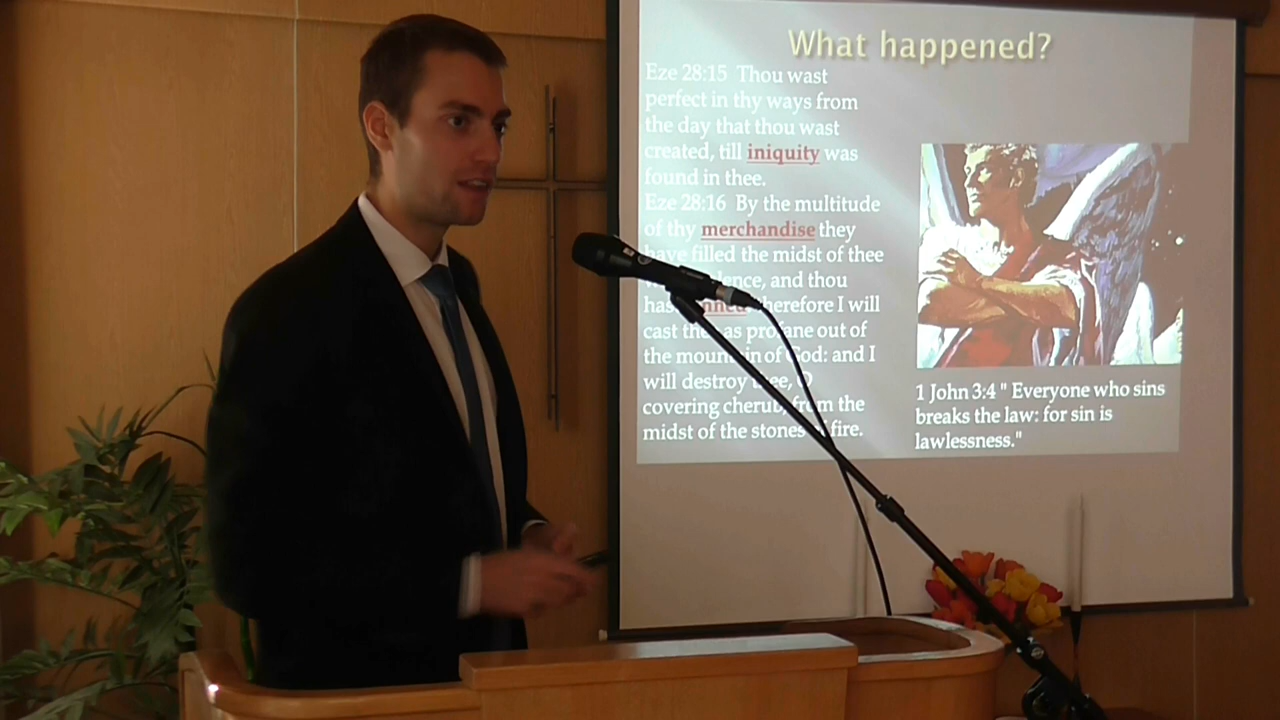 What happened?
Eze 28:15 Thou wast
perfect in thy ways from
the day that thou wast
created, till iniquity was
found in thee.
Eze 28:16 By the multitude
of thy merchandise they
have filled the midst of thee
and thou
therefore I will
cast thee as profane out of
the mountain of God: and I
will destroy thee, O
covering cherub, from the
midst of the stones of fire.
1 John 3:4 " Everyone who sins
breaks the law: for sin is
lawlessness."